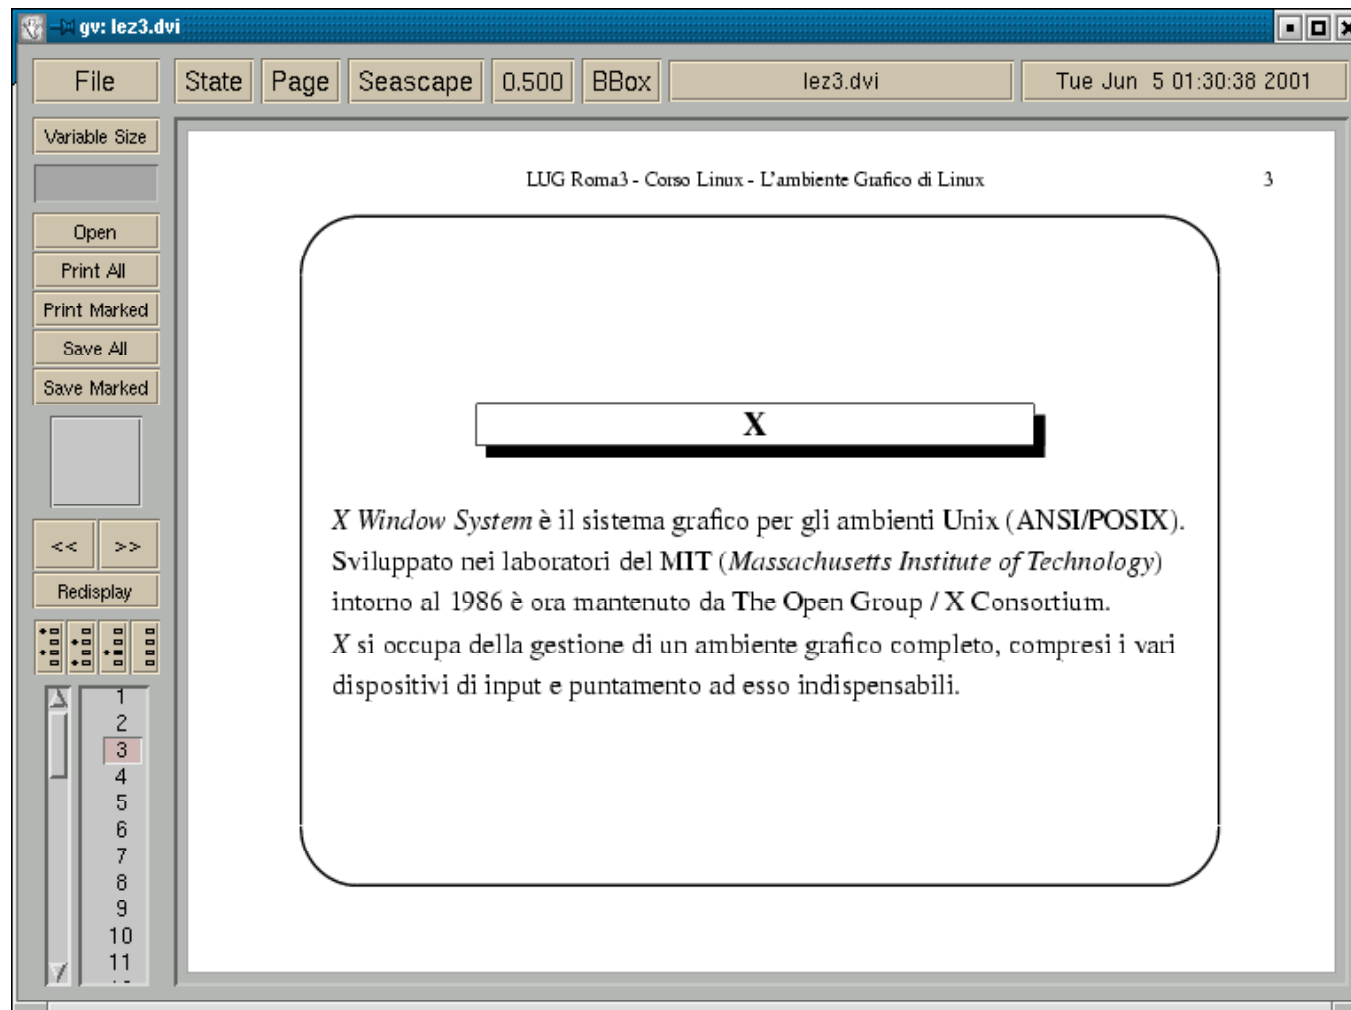 gv: lez3.dvi
File State Page Seascape 0.500 BBox lez3.dvi Tue Jun 5 01:30:38 2001
Variable Size
Open
Print All
Print Marked
Save All
Save Marked
<< >>
Redisplay
1
2
3
4
5
6
7
8
9
10
11
LUG Roma3 - Corso Linux - L'ambiente Grafico di Linux 3
X
X Window System è il sistema grafico per gli ambienti Unix (ANSI/POSIX).
Sviluppato nei laboratori del MIT (Massachusetts Institute of Technology)
intorno al 1986 è ora mantenuto da The Open Group / X Consortium.
X si occupa della gestione di un ambiente grafico completo, compresi i vari
dispositivi di input e puntamento ad esso indispensabili.